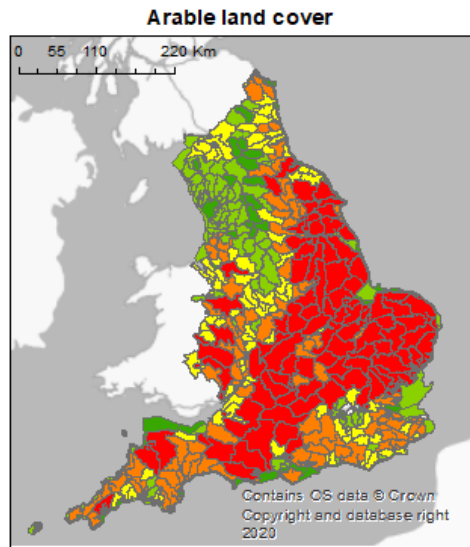 Arable land cover
0 55 110 220 Km
Contains OS data © Crown
Copyright and database right
2020